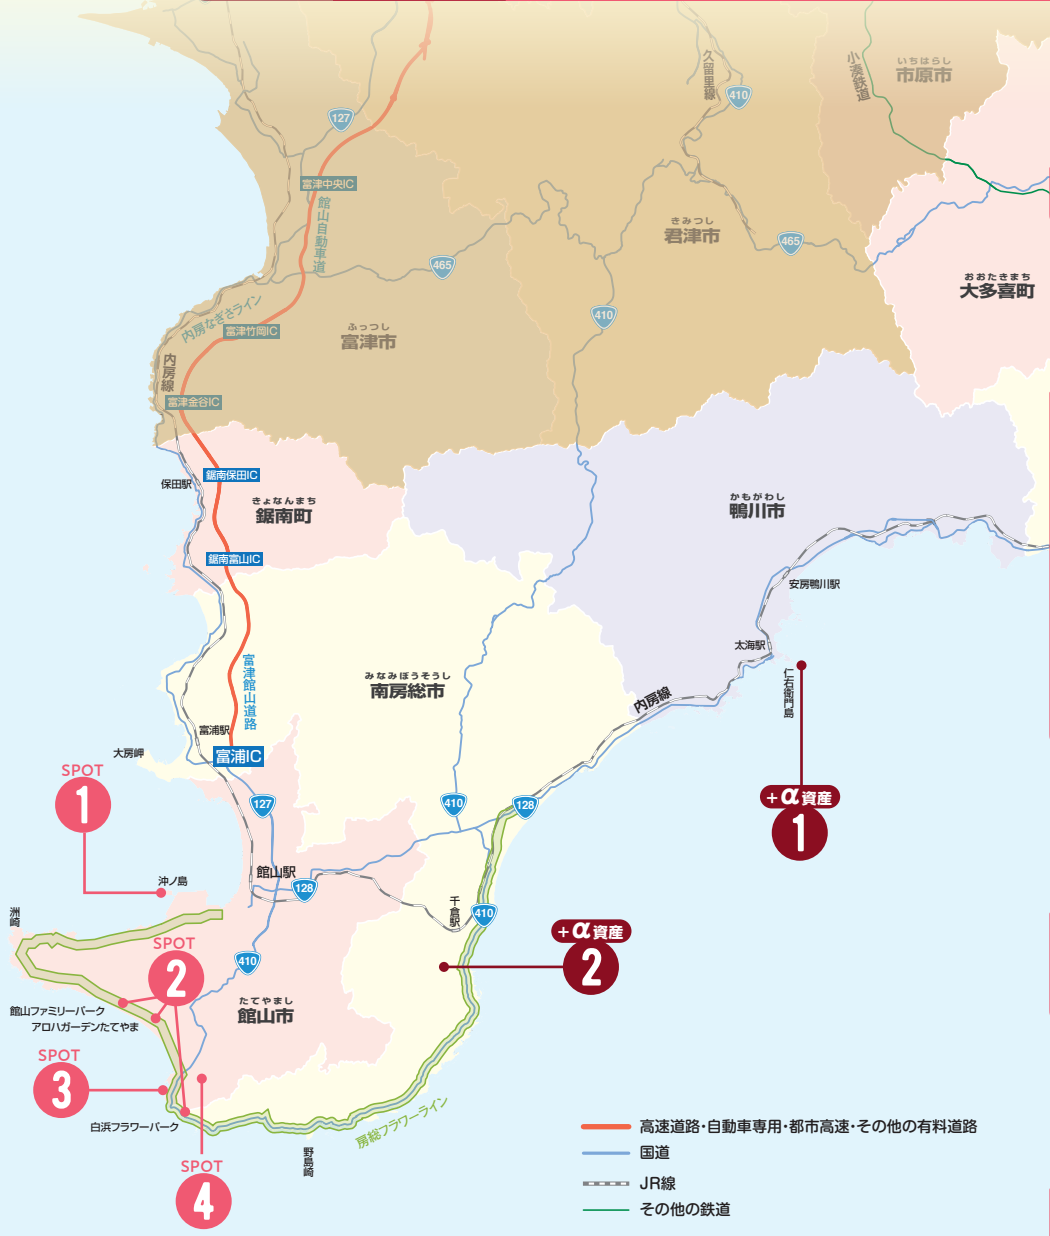 いちはらし
市原市
小湊鉄道
久留里線
410
127
富津中央IC
館山自動車道
きみつし
君津市
465
465
おおたきまち
大多喜町
内房なぎさライン
410
富津竹岡IC
ふっつし
富津市
内房線
富津金谷IC
鋸南保田IC
保田駅
きょなんまち
鋸南町
かもがわし
鴨川市
鋸南富山IC
安房鴨川駅
太海駅
仁右衛門島
富津館山道路
みなみぼうそうし
南房総市
内房線
富浦駅
富浦IC
大房岬
SPOT
1
127
410
128
+α資産
1
館山駅
128
沖ノ島
洲崎
千倉駅
410
+α資産
2
SPOT
2
410
たてやまし
館山市
館山ファミリーパーク
アロハガーデンたてやま
SPOT
3
白浜フラワーパーク
房総フラワーライン
野島崎
SPOT
4
高速道路・自動車専用・都市高速・その他の有料道路
国道
JR線
その他の鉄道